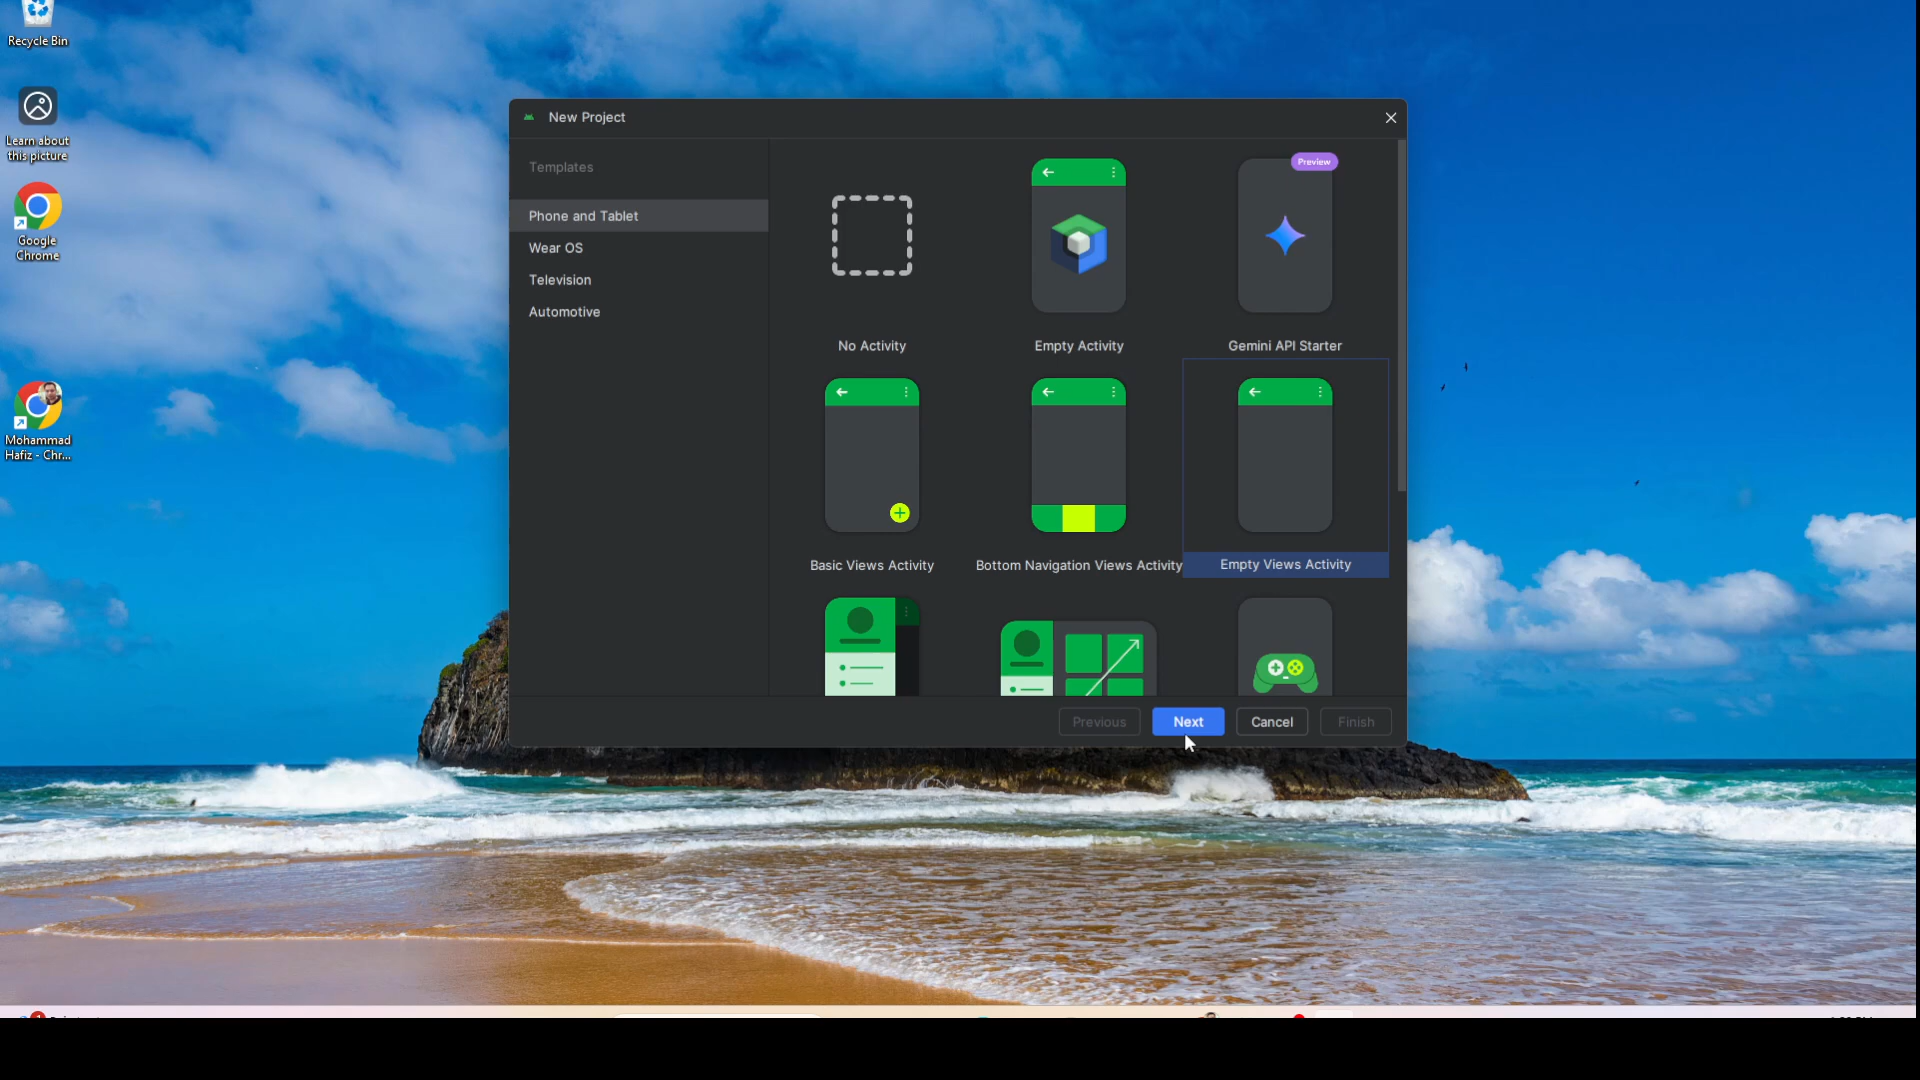 Recycle Bin
Learn about
this picture
Google
Chrome
Mohammad
Hafiz - Chr...
New Project
Templates
Phone and Tablet
Wear OS
Television
Automotive
Preview
No Activity
Empty Activity
Gemini API Starter
Basic Views Activity
Bottom Navigation Views Activity
Empty Views Activity
Previous
Next
Cancel
Finish